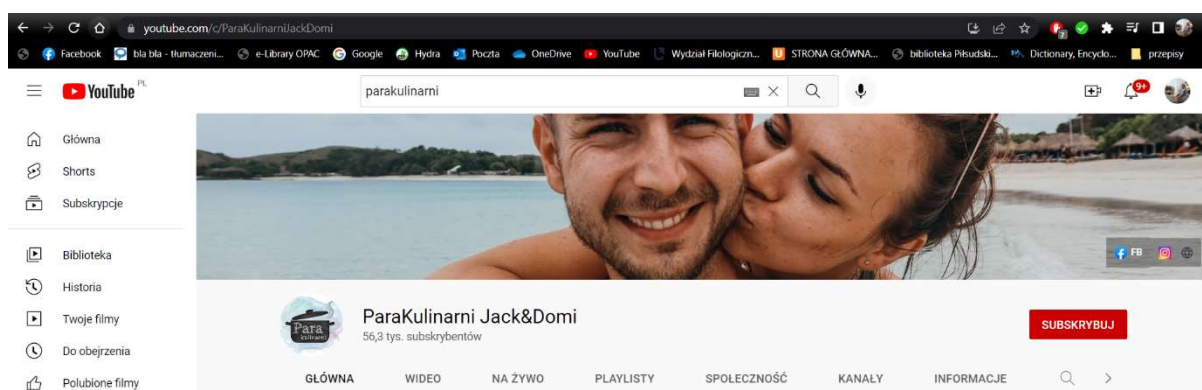 youtube.com/c/ParaKulinarniJackDomi
Facebook bla bla - tłumaczeni... e-Library OPAC Google Hydra Poczta OneDrive YouTube Wydział Filologiczn... STRONA GŁÓWNA... biblioteka Piłsudski... Dictionary, Encyclo... przepisy
YouTube PL
parakulinarni
9+
Główna
Shorts
Subskrypcje
Biblioteka
Historia
Twoje filmy
Do obejrzenia
Polubione filmy
FB
Para
kulinarni
ParaKulinarni Jack&Domi
56,3 tys. subskrybentów
SUBSKRYBUJ
GŁÓWNA WIDEO NA ŻYWO PLAYLISTY SPOŁECZNOŚĆ KANAŁY INFORMACJE